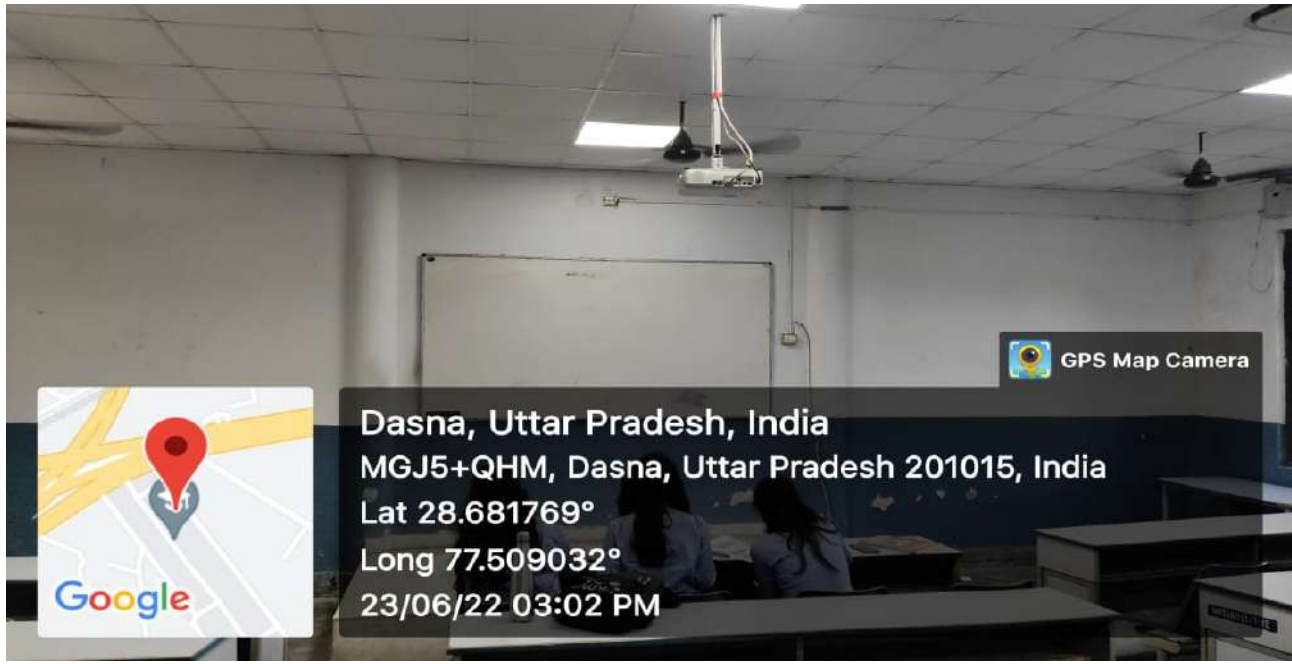 GPS Map Camera
Dasna, Uttar Pradesh, India
MGJ5+QHM, Dasna, Uttar Pradesh 201015, India
Lat 28.681769°
Long 77.509032°
23/06/22 03:02 PM
Google